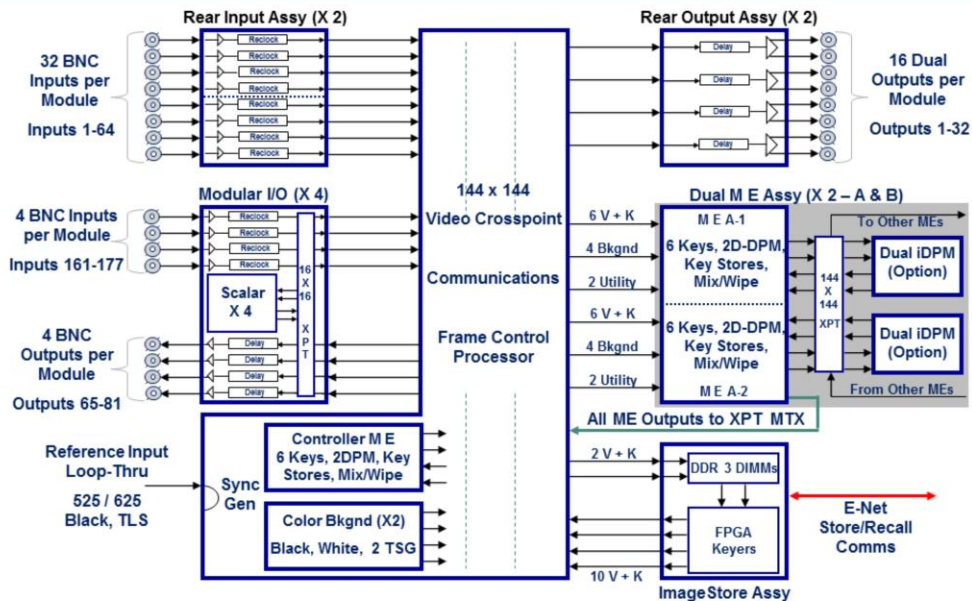 Rear Input Assy (X 2)
32 BNC
Inputs per
Module
Inputs 1-64
Reclock
Reclock
Reclock
Reclock
Reclock
Reclock
Reclock
Reclock
Rear Output Assy (X 2)
Delay
Delay
Delay
Delay
16 Dual
Outputs per
Module
Outputs 1-32
Modular I/O (X 4)
4 BNC Inputs
per Module
Inputs 161-177
Reclock
Reclock
Reclock
Reclock
Scalar
X 4
16
X
16
XPT
4 BNC
Outputs per
Module
Outputs 65-81
Delay
Delay
Delay
Delay
144 x 144
Video Crosspoint
Communications
Frame Control
Processor
Dual M E Assy (X 2 – A & B)
6 V + K
4 Bkgnd
2 Utility
6 V + K
4 Bkgnd
2 Utility
M E A-1
6 Keys, 2D-DPM,
Key Stores,
Mix/Wipe
6 Keys, 2D-DPM,
Key Stores,
Mix/Wipe
M E A-2
144
X
144
XPT
To Other MEs
Dual iDPM
(Option)
Dual iDPM
(Option)
From Other MEs
All ME Outputs to XPT MTX
Reference Input
Loop-Thru
525 / 625
Black, TLS
Sync
Gen
Controller M E
6 Keys, 2DPM, Key
Stores, Mix/Wipe
Color Bkgnd (X2)
Black, White, 2 TSG
2 V + K
10 V + K
DDR 3 DIMMs
FPGA
Keyers
ImageStore Assy
E-Net
Store/Recall
Comms